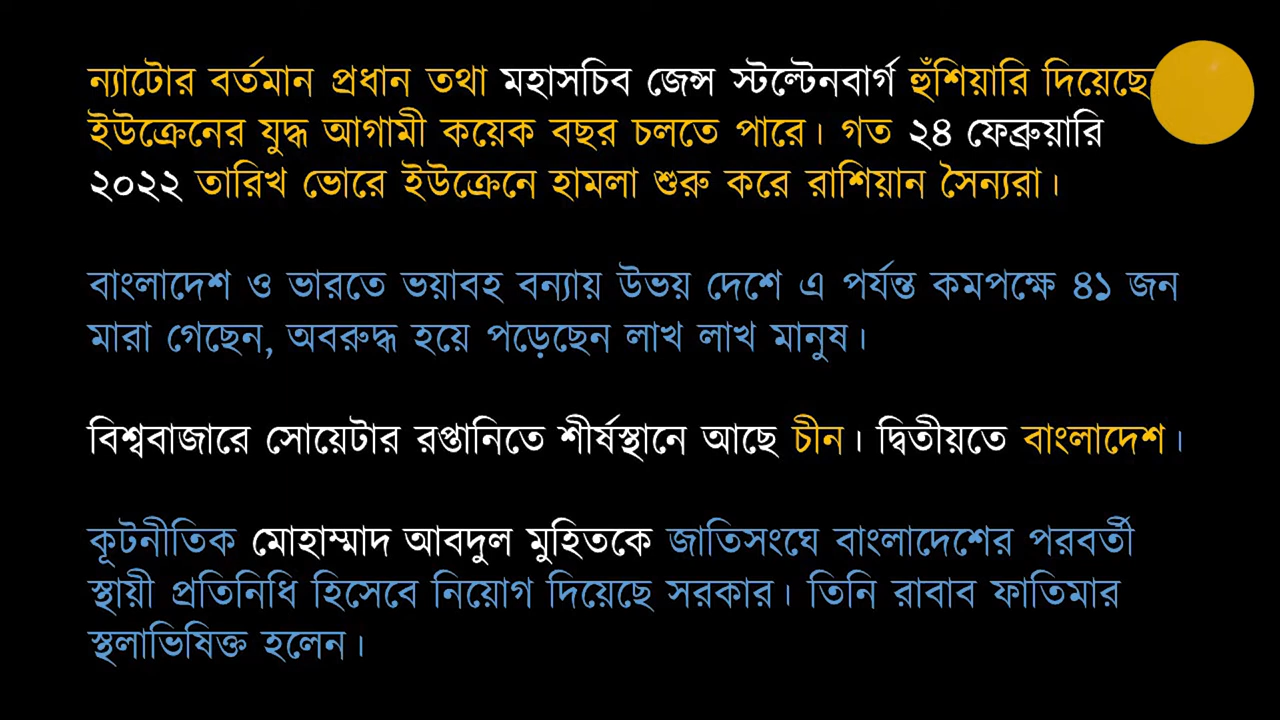 ন্যাটোর বর্তমান প্রধান তথা মহাসচিব জেন্স স্টল্টেনবার্গ হুঁশিয়ারি
ইউক্রেনের যুদ্ধ আগামী কয়েক বছর চলতে পারে। গত ২৪ ফেব্রুয়ারি
২০২২ তারিখ ভোরে ইউক্রেনে হামলা শুরু করে রাশিয়ান সৈন্যরা।
বাংলাদেশ ও ভারতে ভয়াবহ বন্যায় উভয় দেশে এ পর্যন্ত কমপক্ষে ৪১ জন
মারা গেছেন, অবরুদ্ধ হয়ে পড়েছেন লাখ লাখ মানুষ।
বিশ্ববাজারে সোয়েটার রপ্তানিতে শীর্ষস্থানে আছে চীন। দ্বিতীয়তে বাংলাদেশ।
কূটনীতিক মোহাম্মাদ আবদুল মুহিতকে জাতিসংঘে বাংলাদেশের পরবর্তী
স্থায়ী প্রতিনিধি হিসেবে নিয়োগ দিয়েছে সরকার। তিনি রাবাব ফাতিমার
স্থলাভিষিক্ত হলেন।